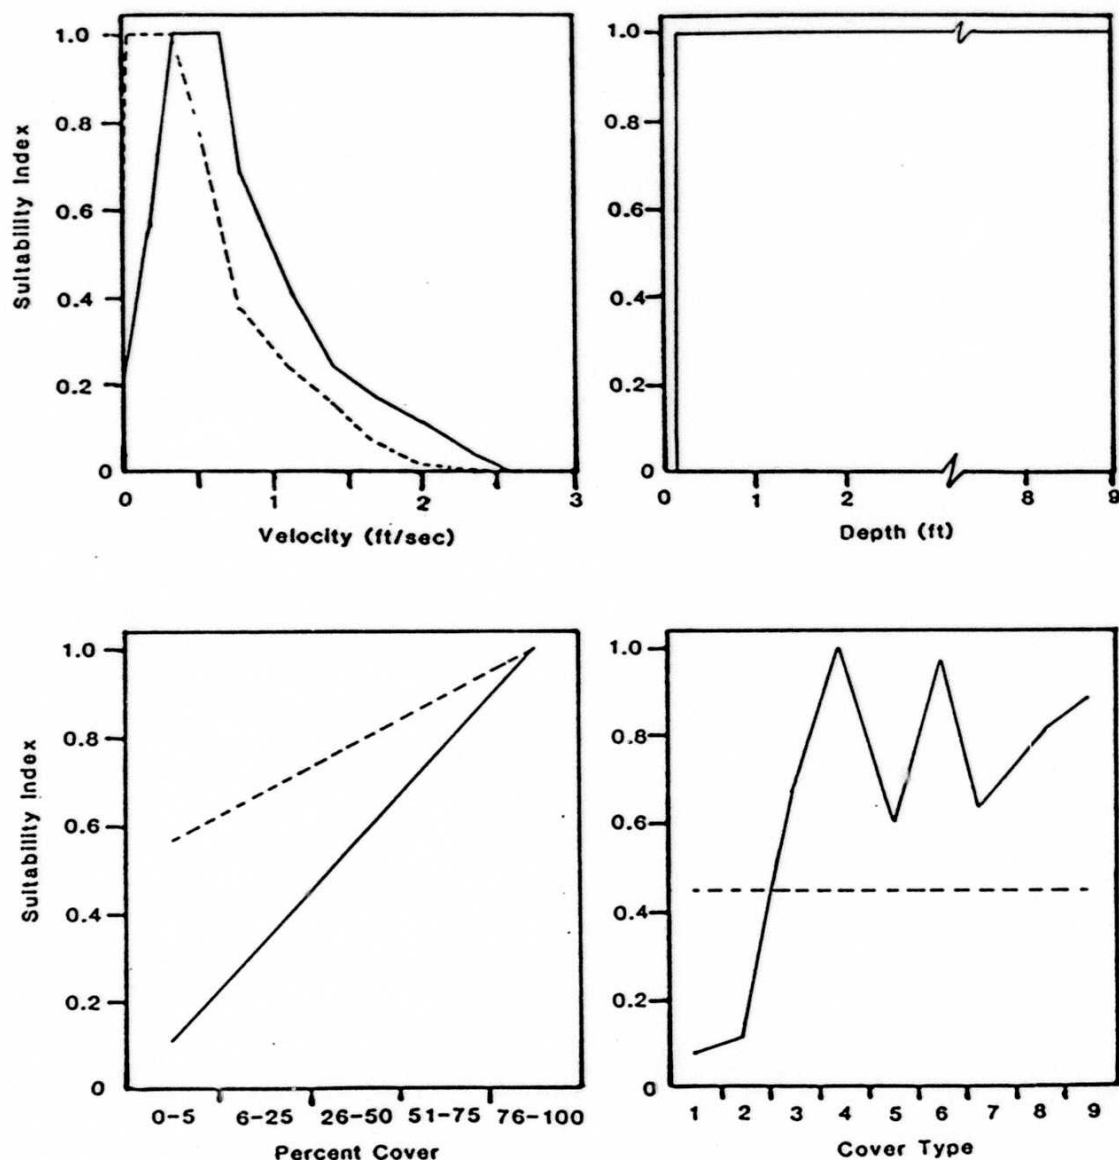 Suitability Index
1.0
0.8
0.6
0.4
0.2
0
0 1 2 3
Velocity (ft/sec)
1.0
0.8
0.6
0.4
0.2
0
0 1 2 8 9
Depth (ft)
Suitability Index
1.0
0.8
0.6
0.4
0.2
0
0-5 6-25 26-50 51-75 76-100
Percent Cover
1.0
0.8
0.6
0.4
0.2
0
1 2 3 4 5 6 7 8 9
Cover Type